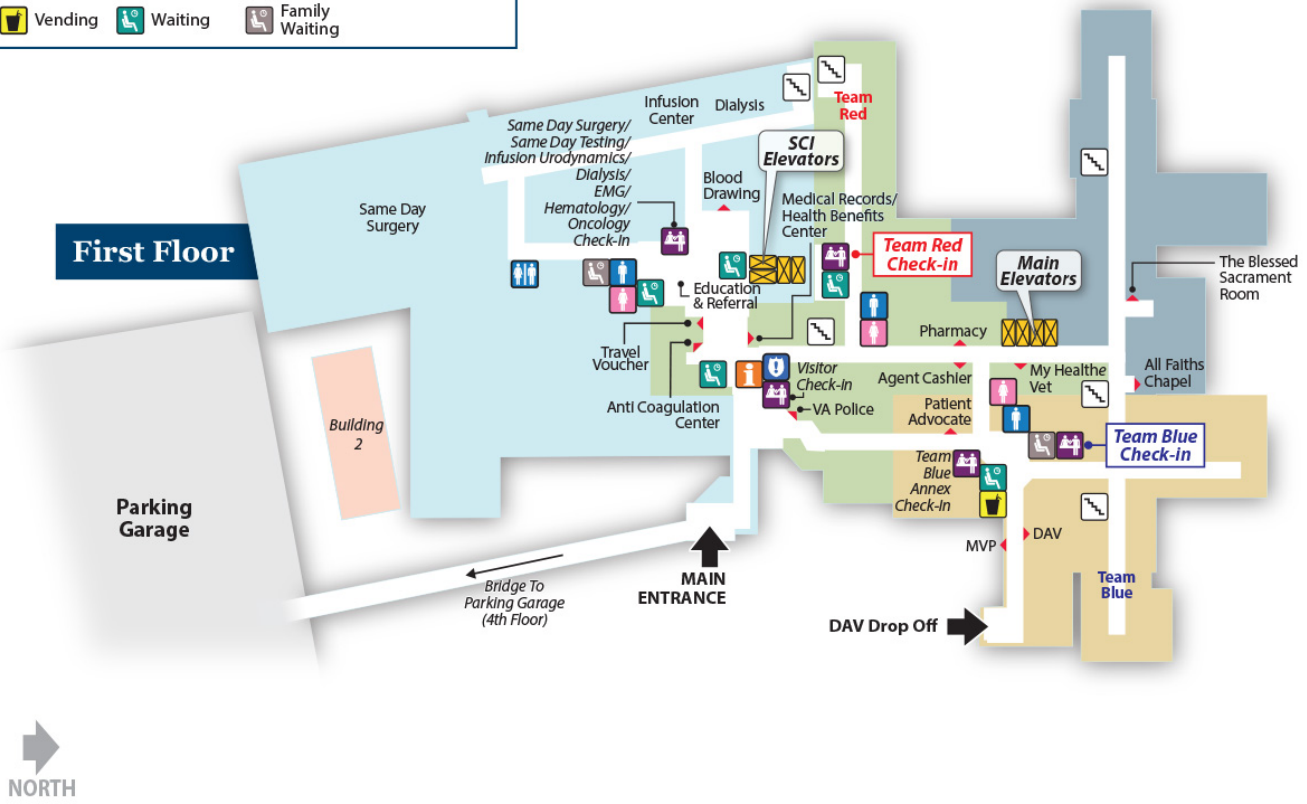 Vending
Waiting
Family
Waiting
Infusion
Center
Dialysis
Team
Red
Same Day Surgery/
Same Day Testing/
Infusion Urodynamics/
Dialysis/
EMG/
Hematology/
Oncology
Check-In
SCI
Elevators
Blood
Drawing
Medical Records/
Health Benefits
Center
Same Day
Surgery
First Floor
Team Red
Check-in
Main
Elevators
The Blessed
Sacrament
Room
Education
& Referral
Travel
Voucher
Pharmacy
Visitor
Check-In
Agent Cashier
My Healthe
Vet
All Faiths
Chapel
Anti Coagulation
Center
VA Police
Patient
Advocate
Building
2
Team Blue
Check-in
Team
Blue
Annex
Check-In
Parking
Garage
MVP
DAV
MAIN
ENTRANCE
Bridge To
Parking Garage
(4th Floor)
Team
Blue
DAV Drop Off
NORTH